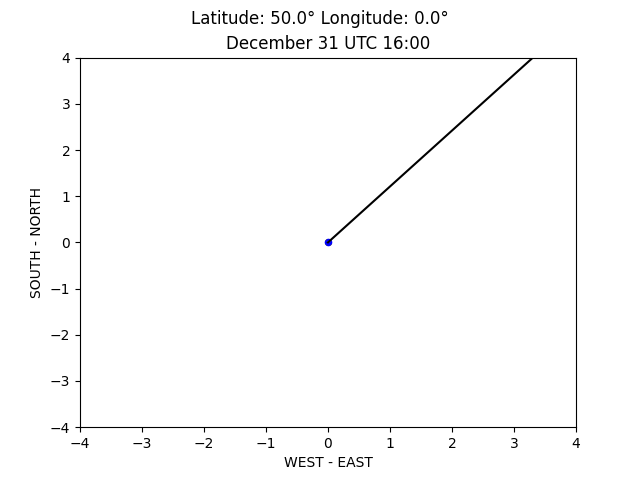 Latitude: 50.0° Longitude: 0.0°
December 31 UTC 16:00
4
3
2
1
0
−1
−2
−3
−4
SOUTH - NORTH
−4 −3 −2 −1 0 1 2 3 4
WEST - EAST